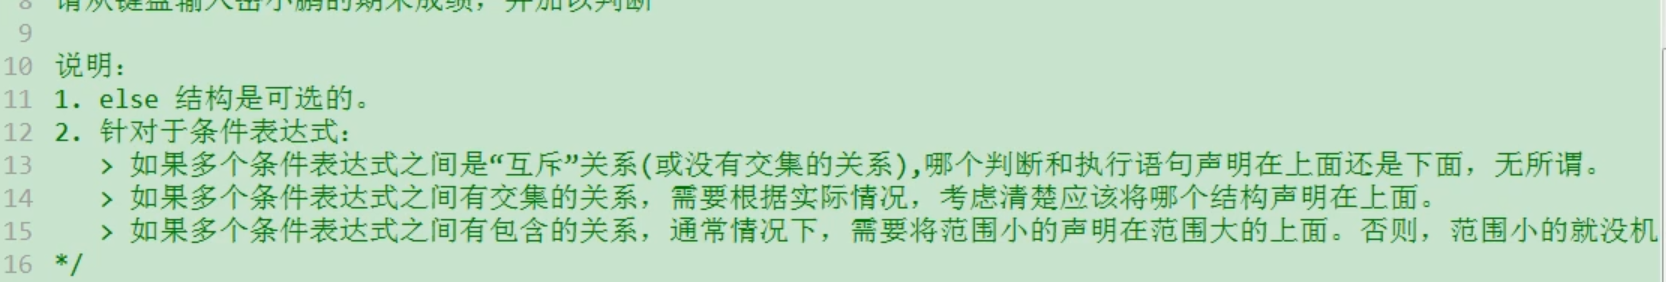 8 请从键盘输入岳小鹏的期末成绩，并加以判断
9
10 说明：
11 1. else 结构是可选的。
12 2. 针对于条件表达式：
13 > 如果多个条件表达式之间是“互斥”关系(或没有交集的关系),哪个判断和执行语句声明在上面还是下面，无所谓。
14 > 如果多个条件表达式之间有交集的关系，需要根据实际情况，考虑清楚应该将哪个结构声明在上面。
15 > 如果多个条件表达式之间有包含的关系，通常情况下，需要将范围小的声明在范围大的上面。否则，范围小的就没机
16 */